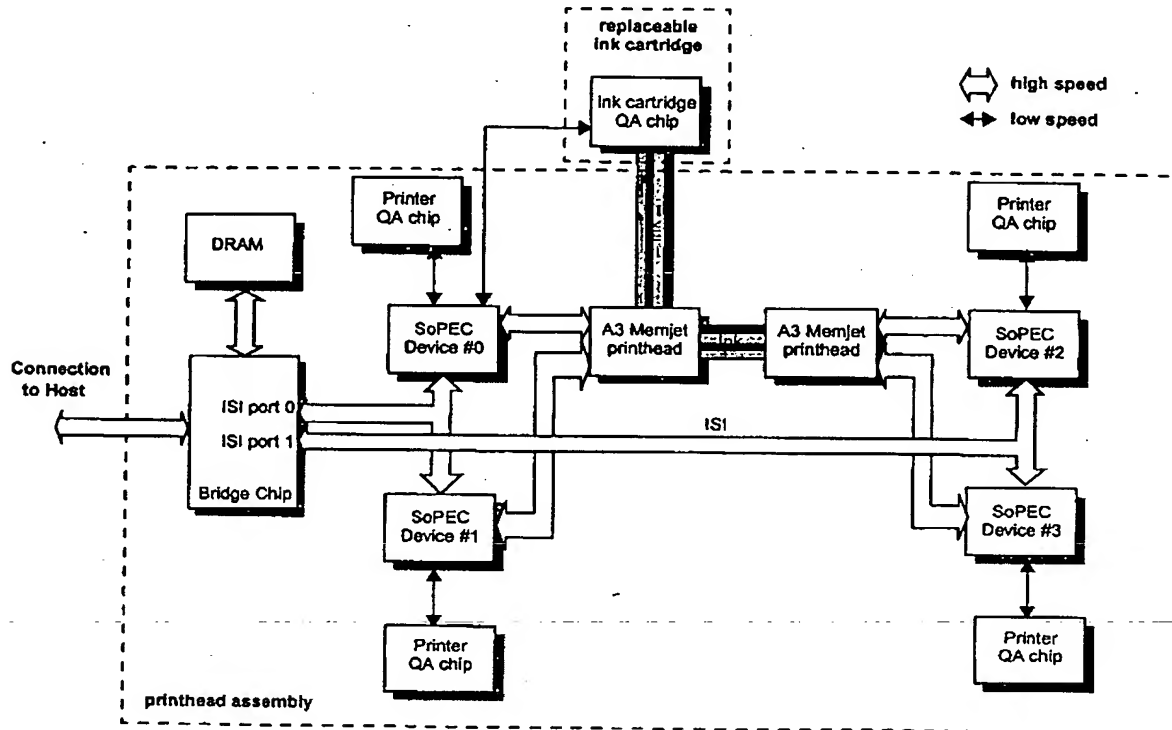 replaceable
ink cartridge
Ink cartridge
QA chip
high speed
low speed
Printer
QA chip
Printer
QA chip
DRAM
SoPEC
Device #0
A3 Memjet
printhead
Ink
A3 Memjet
printhead
SoPEC
Device #2
Connection
to Host
ISI port 0
ISI port 1
ISI
Bridge Chip
SoPEC
Device #1
SoPEC
Device #3
Printer
QA chip
Printer
QA chip
printhead assembly